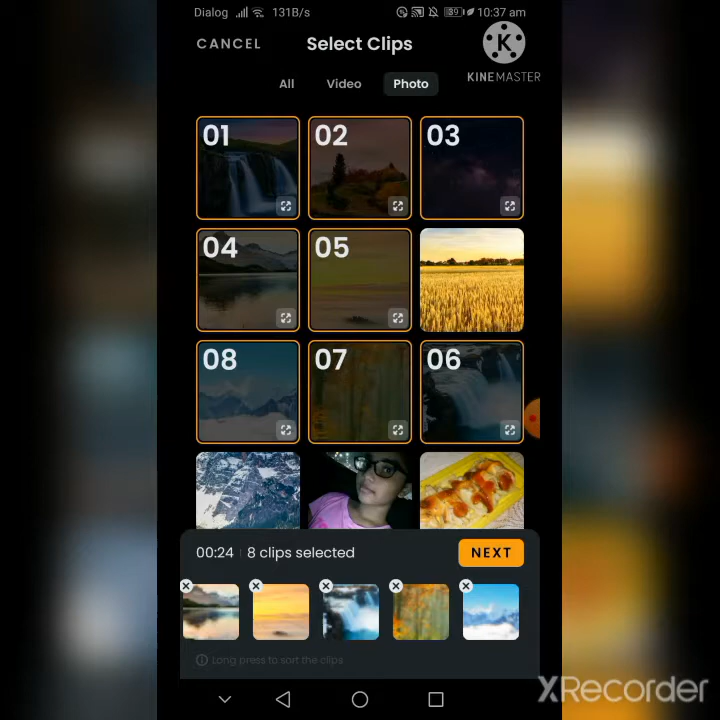 Dialog 131B/S 89 10:37 am
CANCEL Select Clips K
KINEMASTER
All Video Photo
01 02 03
04 05
08 07 06
00:24 8 clips selected NEXT
Long press to sort the clips
XRecorder